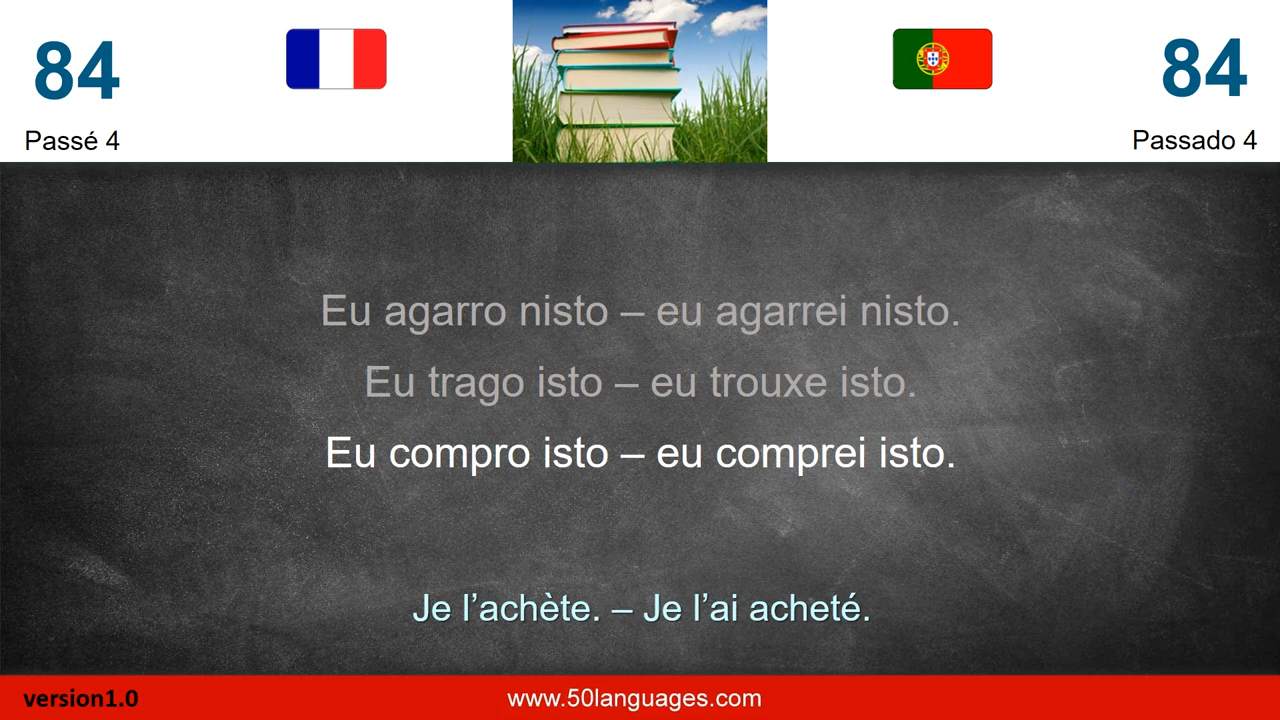 84
84
Passé 4
Passado 4
Eu agarro nisto – eu agarrei nisto.
Eu trago isto – eu trouxe isto.
Eu compro isto – eu comprei isto.
Je l’achète. – Je l’ai acheté.
version1.0
www.50languages.com